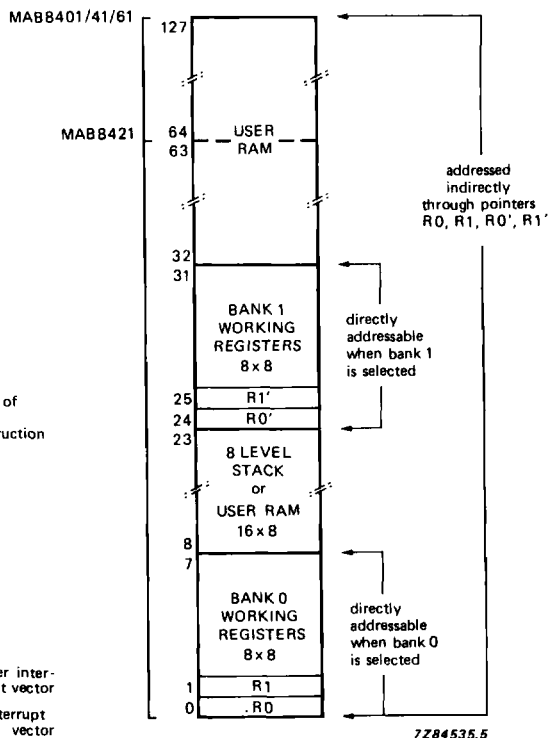 MAB8401/41/61
127
MAB8421
64
63
USER
RAM
addressed
indirectly
through pointers
R0, R1, R0', R1'
32
31
BANK 1
WORKING
REGISTERS
8 x 8
directly
addressable
when bank 1
is selected
of
ruction
25
R1'
24
R0'
23
8 LEVEL
STACK
or
USER RAM
16 x 8
8
7
BANK 0
WORKING
REGISTERS
8 x 8
directly
addressable
when bank 0
is selected
er inter-
t vector
1
R1
0
.R0
terrupt
vector
7Z84535.5